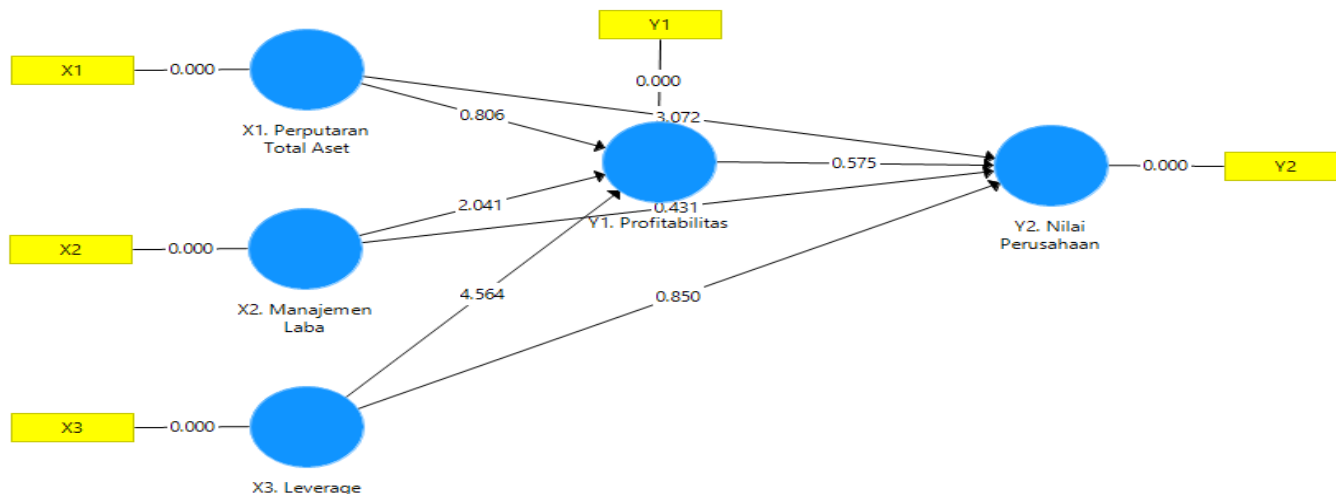 Y1
X1
0.000
0.000
0.806
3.072
X1. Perputaran
Total Aset
0.575
0.000
Y2
2.041
0.431
Y1. Profitabilitas
Y2. Nilai
Perusahaan
X2
0.000
X2. Manajemen
Laba
4.564
0.850
X3
0.000
X3. Leverage